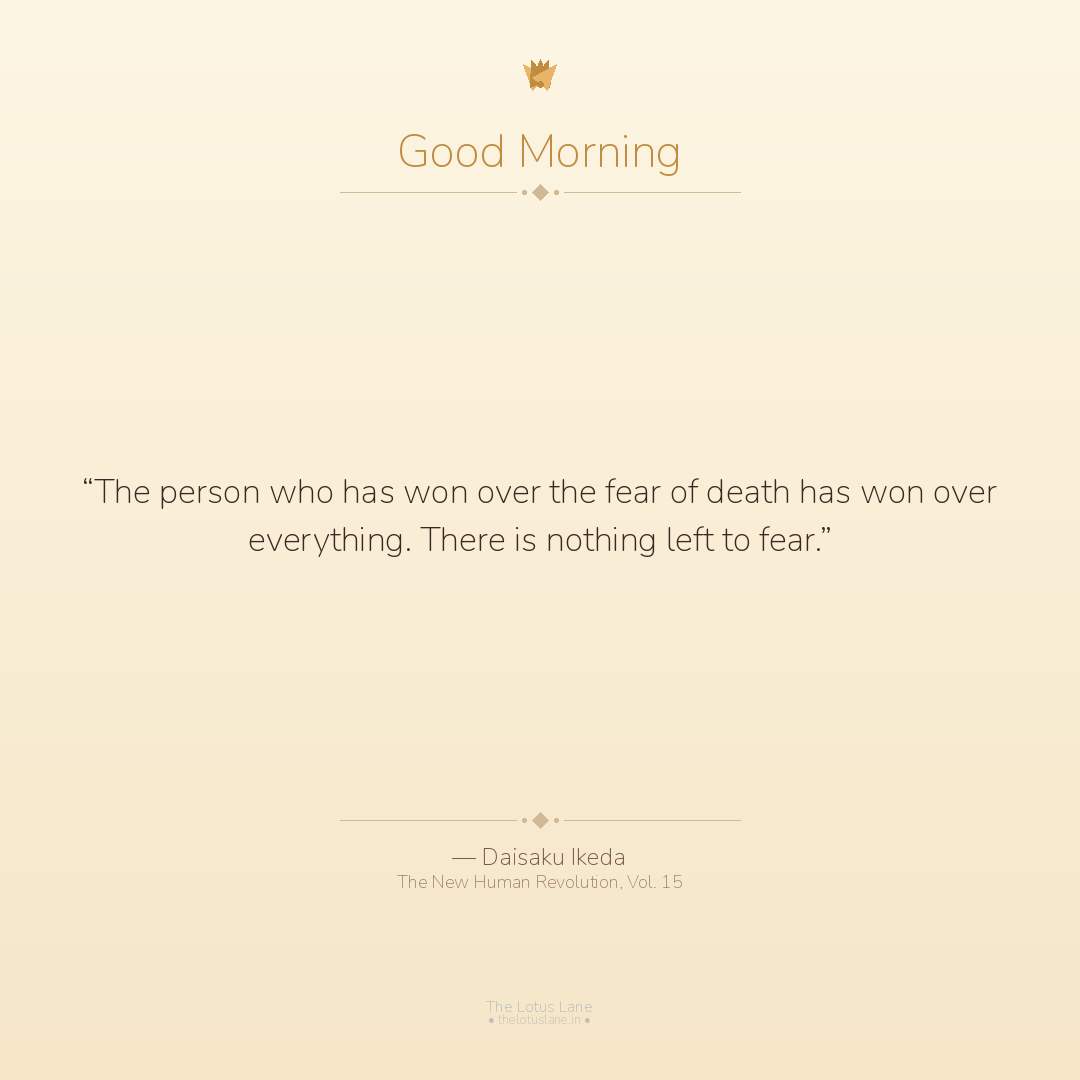 Good Morning
“The person who has won over the fear of death has won over
everything. There is nothing left to fear.”
— Daisaku Ikeda
The New Human Revolution, Vol. 15
The Lotus Lane
• thelotuslane.in •